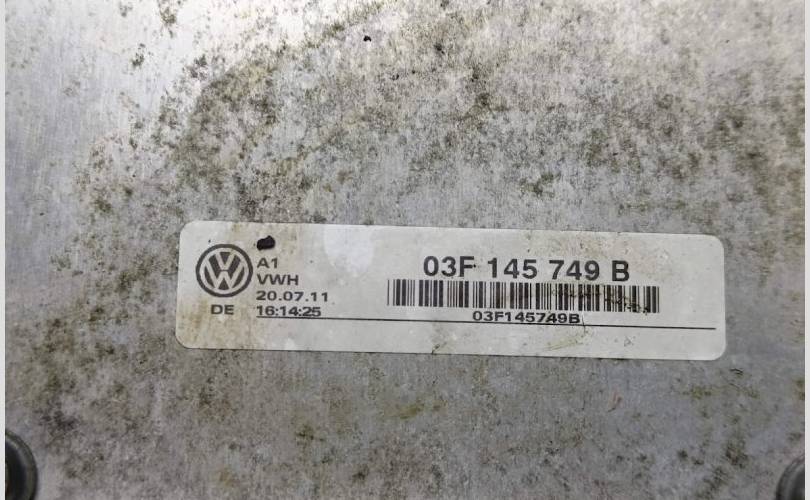 A1
VWH
20.07.11
DE 16:14:25
03F 145 749 B
03F145749B